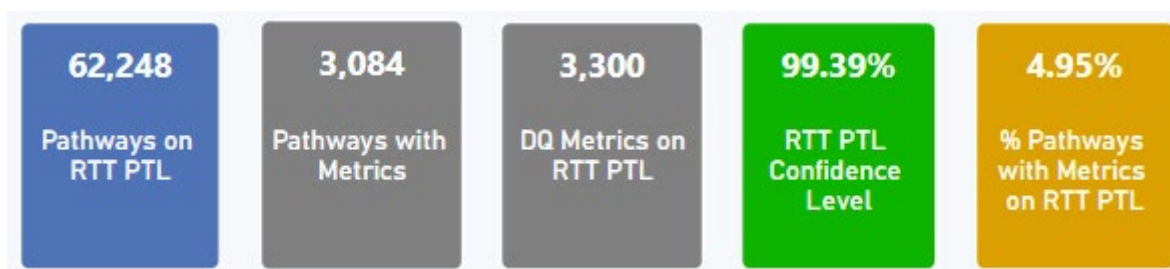 62,248
Pathways on
RTT PTL
3,084
Pathways with
Metrics
3,300
DQ Metrics on
RTT PTL
99.39%
RTT PTL
Confidence
Level
4.95%
% Pathways
with Metrics
on RTT PTL